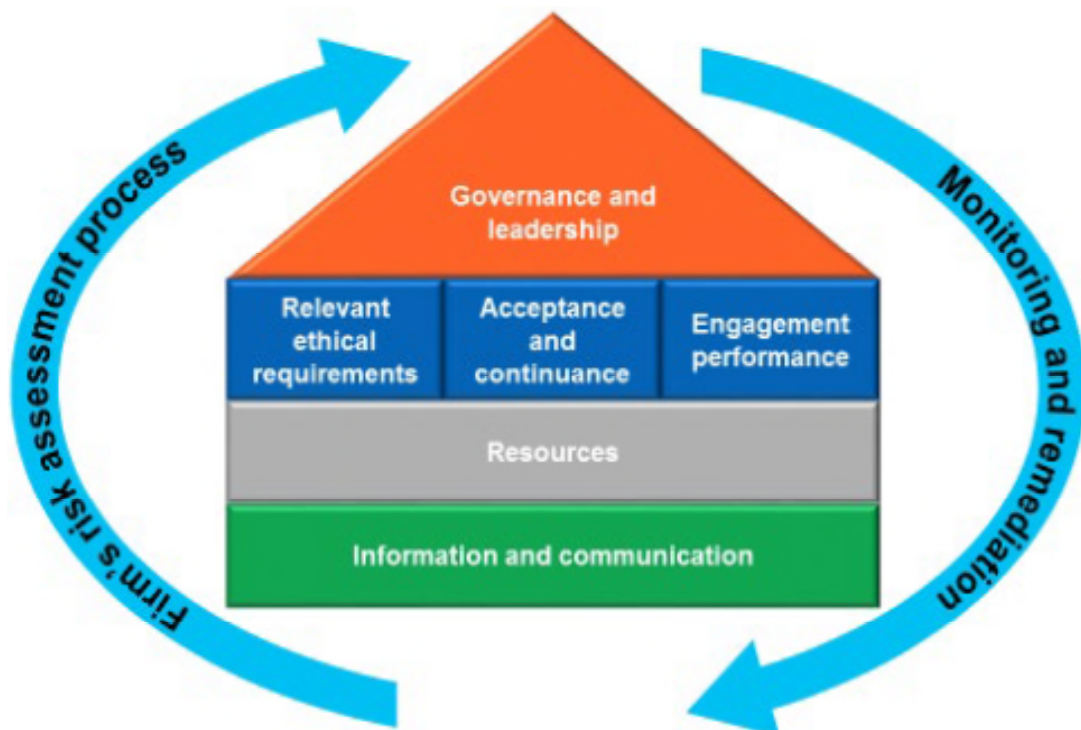 Governance and
leadership
Relevant
ethical
requirements
Acceptance
and
continuance
Engagement
performance
Resources
Information and communication
Firm's risk assessment process
Monitoring and remediation